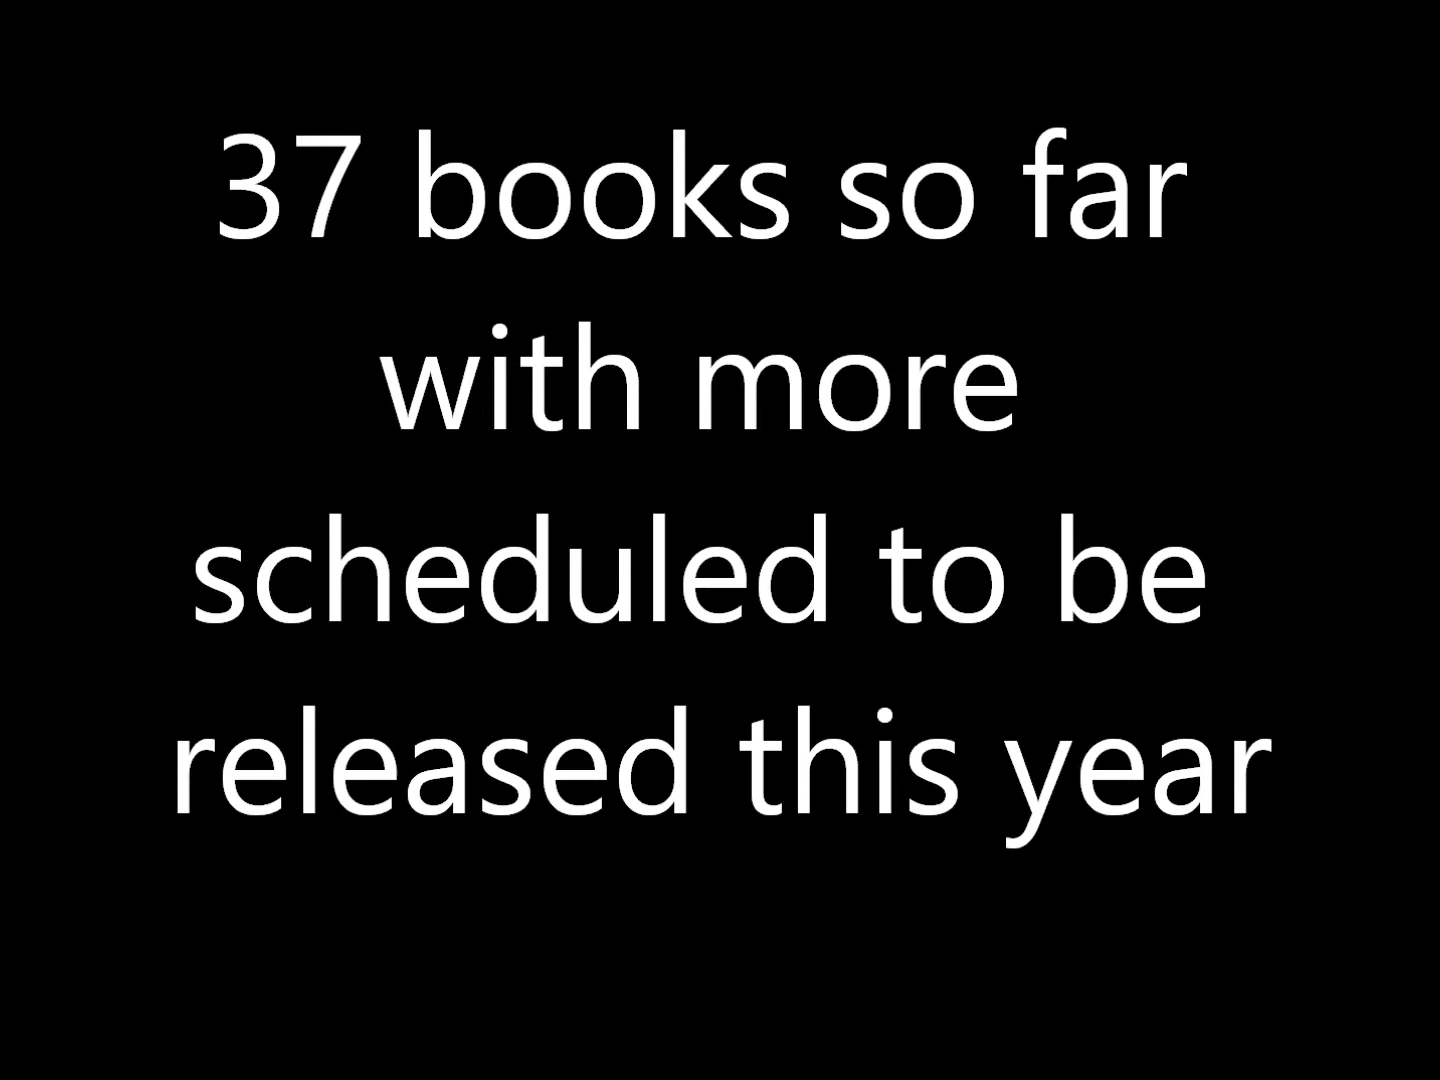 37 books so far
with more
scheduled to be
released this year